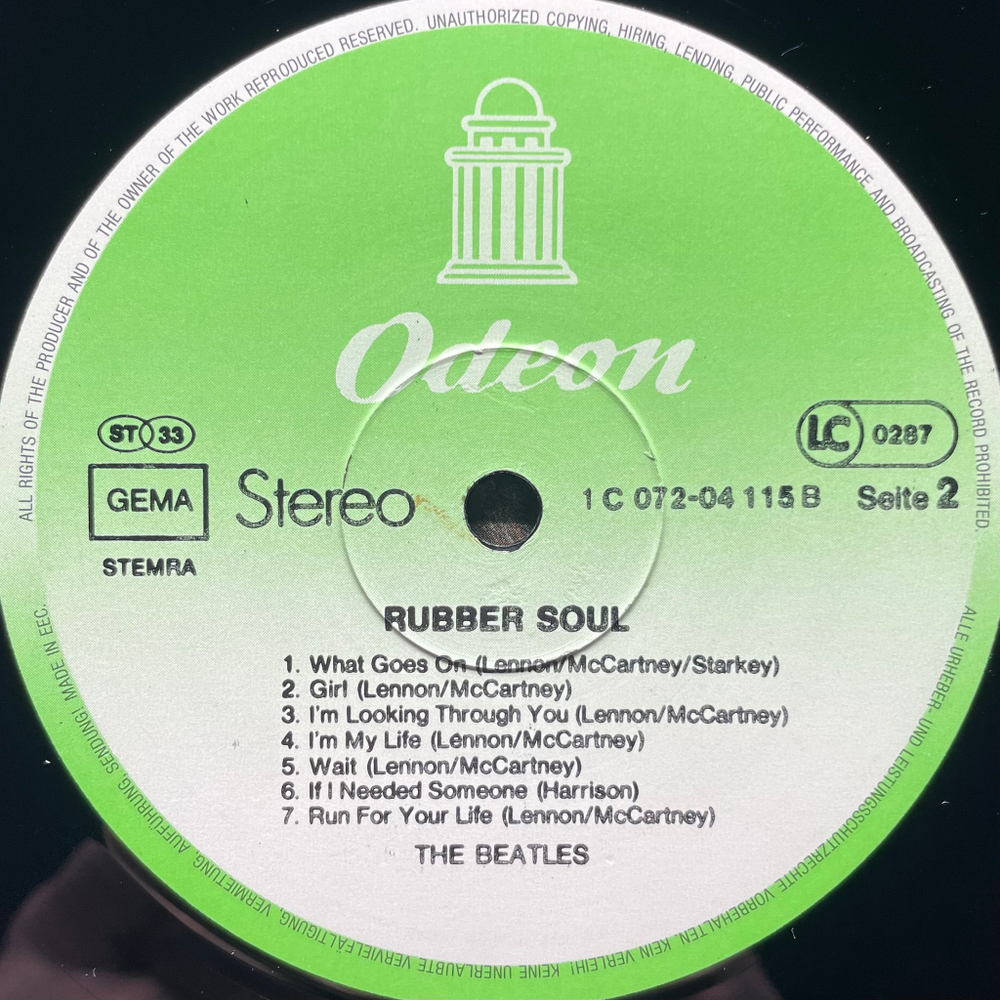 ALL RIGHTS OF THE PRODUCER AND OF THE OWNER OF THE WORK REPRODUCED RESERVED. UNAUTHORIZED COPYING, HIRING, LENDING, PUBLIC PERFORMANCE AND BROADCASTING OF THE RECORD PROHIBITED.
Odeon
ST 33
LC 0287
GEMA
Stereo
1 C 072-04 115 B Seite 2
STEMRA
RUBBER SOUL
1. What Goes On (Lennon/McCartney/Starkey)
2. Girl (Lennon/McCartney)
3. I'm Looking Through You (Lennon/McCartney)
4. I'm My Life (Lennon/McCartney)
5. Wait (Lennon/McCartney)
6. If I Needed Someone (Harrison)
7. Run For Your Life (Lennon/McCartney)
THE BEATLES
ALLE URHEBER- UND LEISTUNGSSCHUTZRECHTE VORBEHALTEN. KEIN VERLEIH! KEINE UNERLAUBTE VERVIELFÄLTIGUNG, VERMIETUNG, AUFFÜHRUNG, SENDUNG! MADE IN EEC.